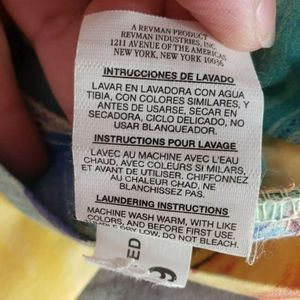 A REVMAN PRODUCT
REVMAN INDUSTRIES, INC.
1211 AVENUE OF THE AMERICAS
NEW YORK, NEW YORK 10036
INTRUCCIONES DE LAVADO
LAVAR EN LAVADORA CON AGUA
TIBIA, CON COLORES SIMILARES, Y
ANTES DE USARSE, SECAR EN
SECADORA, CICLO DELICADO, NO
USAR BLANQUEADOR.
INSTRUCTIONS POUR LAVAGE
LAVEC AU MACHINE AVEC L'EAU
CHAUD, AVEC COLEURS SI MILARS,
ET AVANT DE UTILISER. CHIFFONEZ
AU CHALEUR CHAD, NE
BLANCHISSEZ PAS.
LAUNDERING INSTRUCTIONS
MACHINE WASH WARM, WITH LIKE
COLORS, AND BEFORE FIRST USE.
LOW. DO NOT BLEACH.